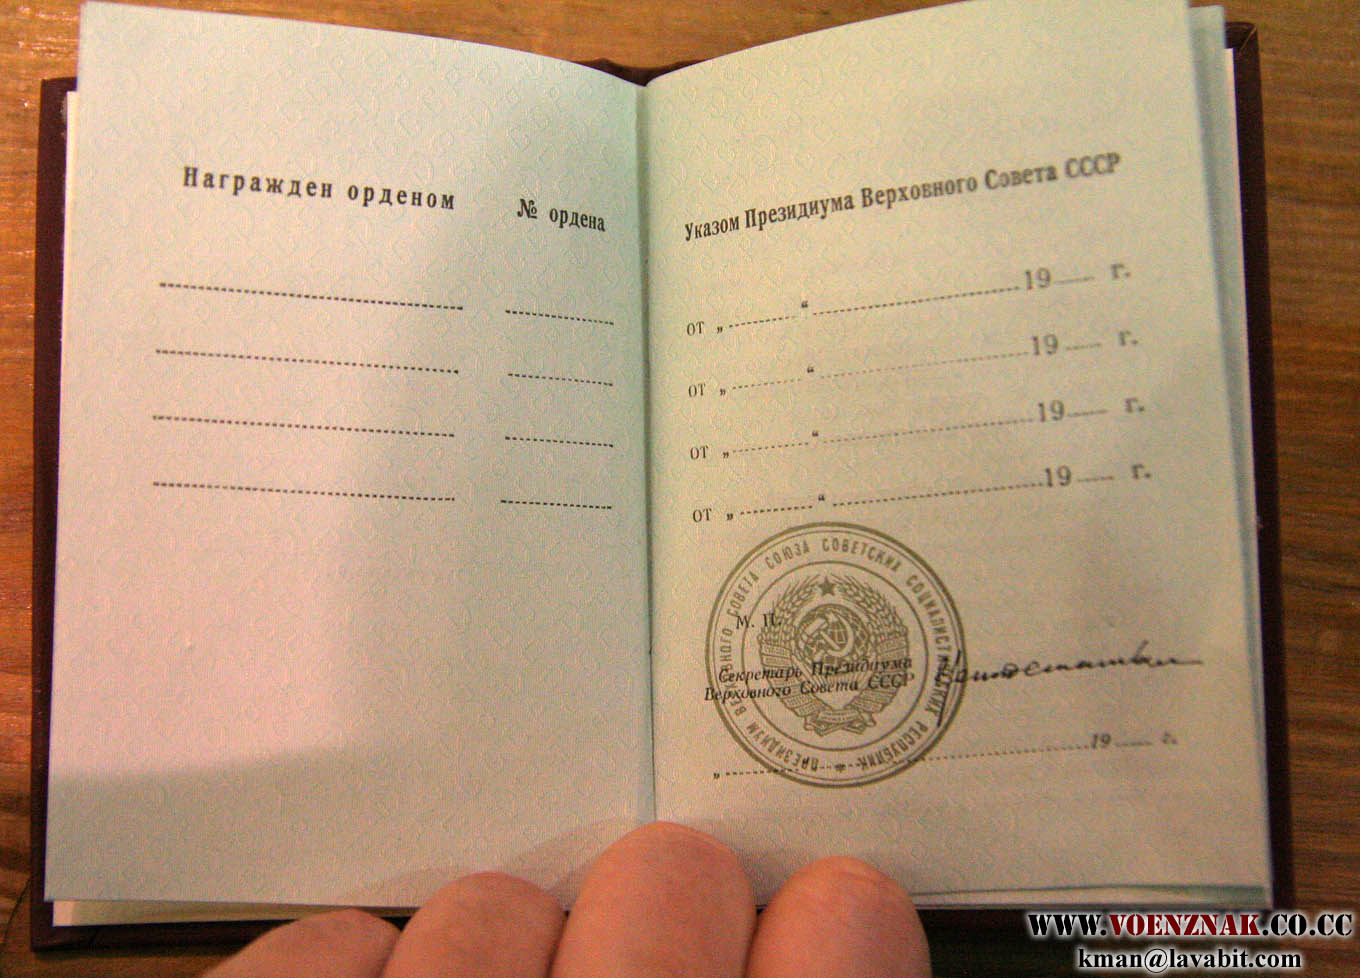 Награжден орденом № ордена
Указом Президиума Верховного Совета СССР
от „ “ 19 г.
от „ “ 19 г.
от „ “ 19 г.
от „ “ 19 г.
ПРЕЗИДИУМ ВЕРХОВНОГО СОВЕТА СОЮЗА СОВЕТСКИХ СОЦИАЛИСТИЧЕСКИХ РЕСПУБЛИК
М. П.
Секретарь Президиума
Верховного Совета СССР
„ 19 г.
WWW.VOENZNAK.CO.CC
kman@lavabit.com